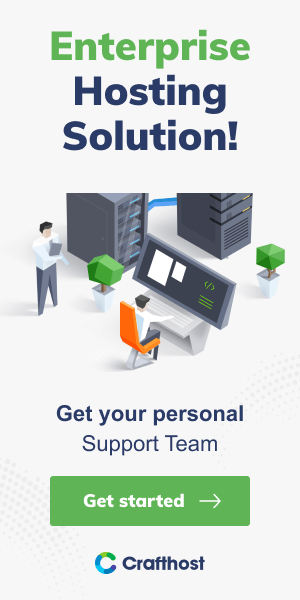 Enterprise
Hosting
Solution!
</>
Get your personal
Support Team
Get started
Crafthost